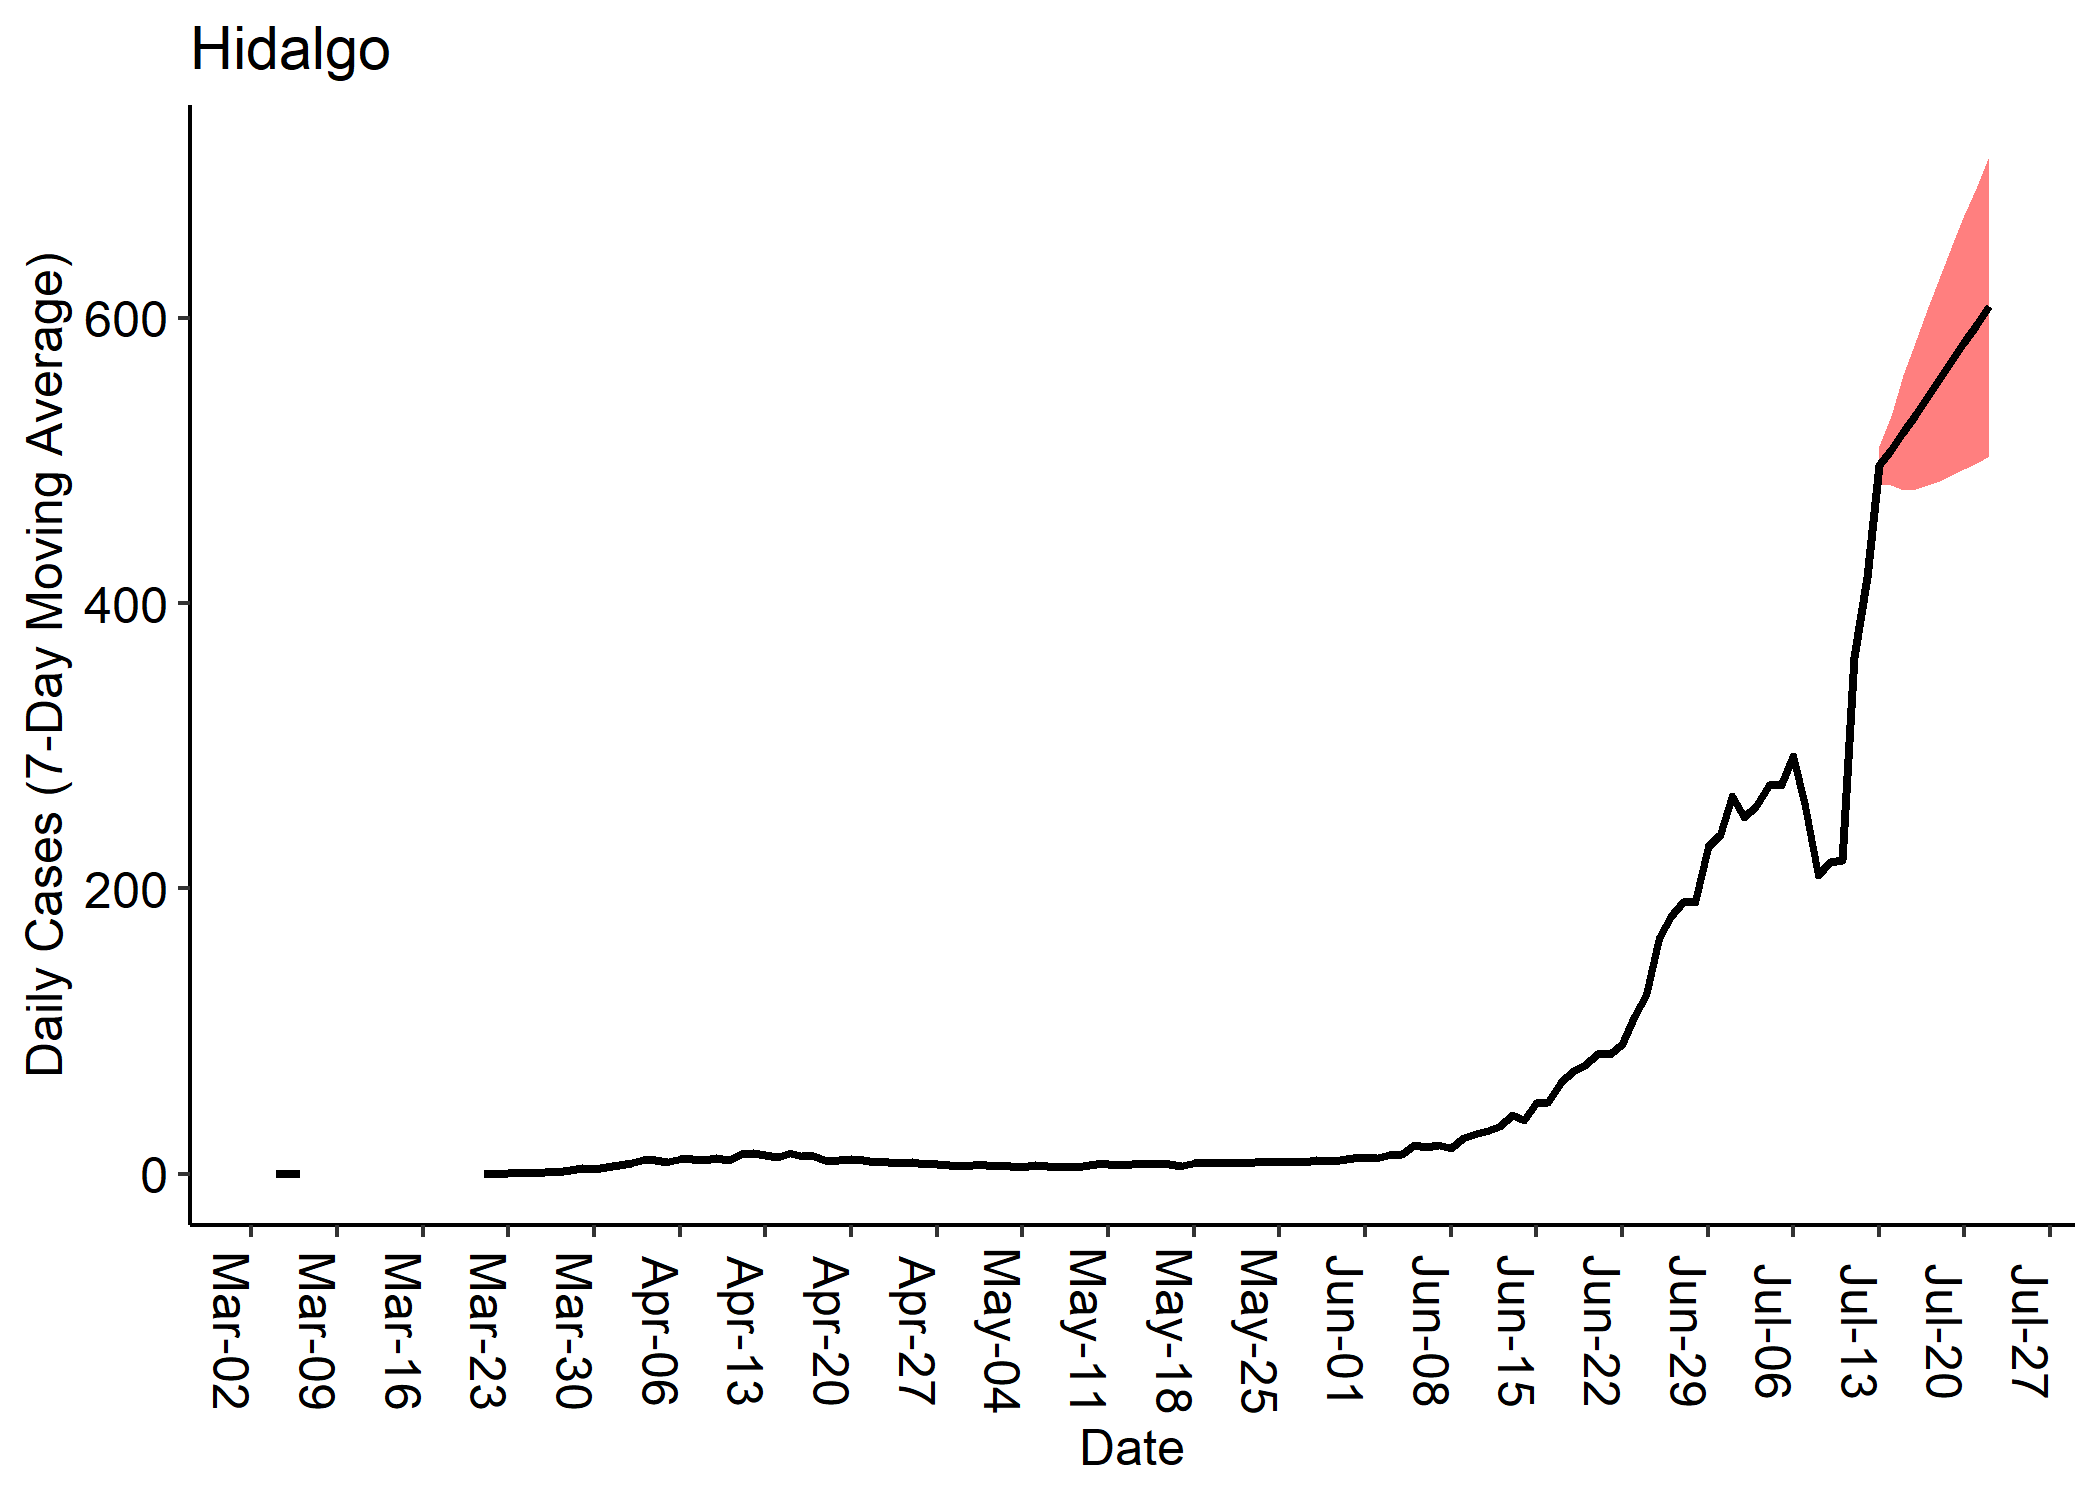 Hidalgo
Daily Cases (7-Day Moving Average)
600
400
200
0
Mar-02
Mar-09
Mar-16
Mar-23
Mar-30
Apr-06
Apr-13
Apr-20
Apr-27
May-04
May-11
May-18
May-25
Jun-01
Jun-08
Jun-15
Jun-22
Jun-29
Jul-06
Jul-13
Jul-20
Jul-27
Date